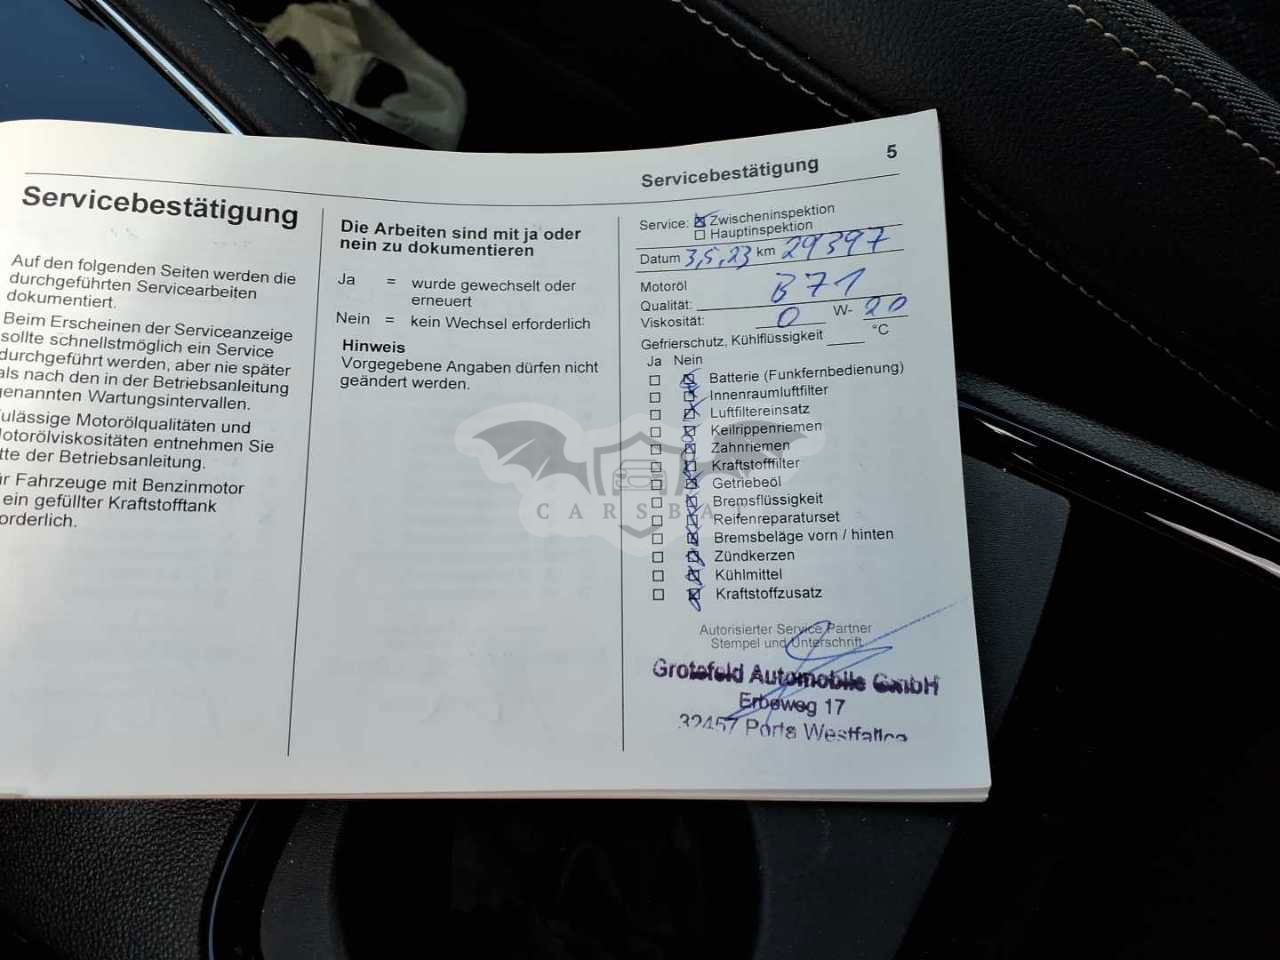 Servicebestätigung
5
Servicebestätigung
Auf den folgenden Seiten werden die
durchgeführten Servicearbeiten
dokumentiert.
Beim Erscheinen der Serviceanzeige
sollte schnellstmöglich ein Service
durchgeführt werden, aber nie später
als nach den in der Betriebsanleitung
genannten Wartungsintervallen.
ulässige Motorölqualitäten und
otorölviskositäten entnehmen Sie
tte der Betriebsanleitung.
ür Fahrzeuge mit Benzinmotor
ein gefüllter Kraftstofftank
orderlich.
Die Arbeiten sind mit ja oder
nein zu dokumentieren
Ja = wurde gewechselt oder
erneuert
Nein = kein Wechsel erforderlich
Hinweis
Vorgegebene Angaben dürfen nicht
geändert werden.
Service: Zwischeninspektion
Hauptinspektion
Datum 3,5,23 km 29397
Motoröl
Qualität: B71
Viskosität: 0 W- 20
Gefrierschutz, Kühlflüssigkeit °C
Ja Nein
Batterie (Funkfernbedienung)
Innenraumluftfilter
Luftfiltereinsatz
Keilrippenriemen
Zahnriemen
Kraftstofffilter
Getriebeöl
Bremsflüssigkeit
Reifenreparaturset
Bremsbeläge vorn / hinten
Zündkerzen
Kühlmittel
Kraftstoffzusatz
Autorisierter Service Partner
Stempel und Unterschrift
Grotefeld Automobile GmbH
Erbeweg 17
32457 Porta Westfalica
CARSBA